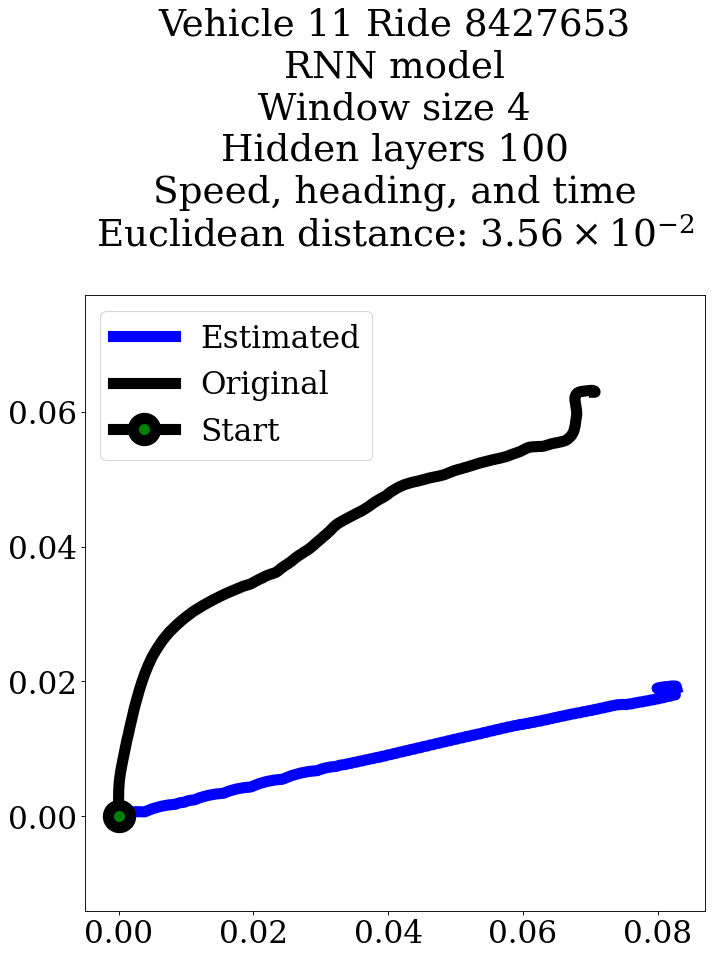 Vehicle 11 Ride 8427653
RNN model
Window size 4
Hidden layers 100
Speed, heading, and time
Euclidean distance: 3.56 × 10⁻²
Estimated
Original
Start
0.06
0.04
0.02
0.00
0.00 0.02 0.04 0.06 0.08